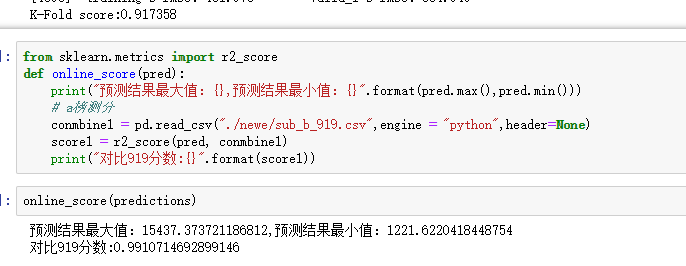 K-Fold score:0.917358
from sklearn.metrics import r2_score
def online_score(pred):
    print("预测结果最大值：{},预测结果最小值：{}".format(pred.max(),pred.min()))
    # a榜测分
    conmbine1 = pd.read_csv("./newe/sub_b_919.csv",engine = "python",header=None)
    score1 = r2_score(pred, conmbine1)
    print("对比919分数:{}".format(score1))
online_score(predictions)
预测结果最大值：15437.373721186812,预测结果最小值：1221.6220418448754
对比919分数:0.9910714692899146